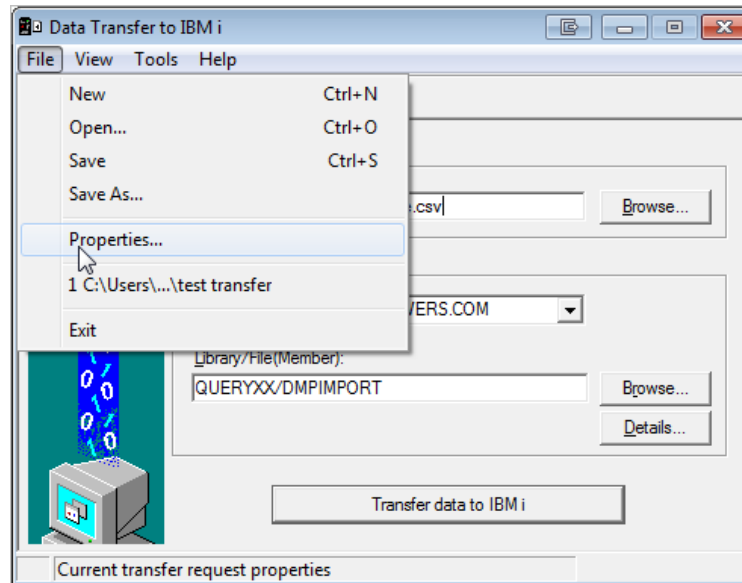 Data Transfer to IBM i
File View Tools Help
New Ctrl+N
Open... Ctrl+O
Save Ctrl+S
Save As...
Properties...
1 C:\Users\...\test transfer
Exit
.csv
Browse...
VERS.COM
Library/File(Member):
QUERYXX/DMPIMPORT
Browse...
Details...
Transfer data to IBM i
Current transfer request properties